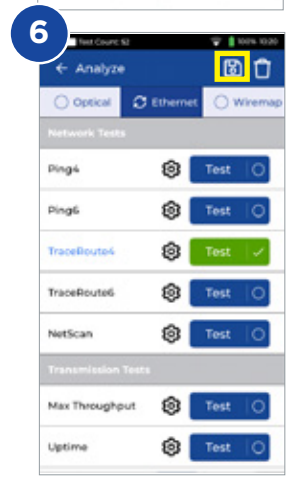 6
Test Count: 52 100% 10:20
← Analyze
Optical Ethernet Wiremap
Network Tests
Ping4 Test
Ping6 Test
TraceRoute4 Test
TraceRoute6 Test
NetScan Test
Transmission Tests
Max Throughput Test
Uptime Test